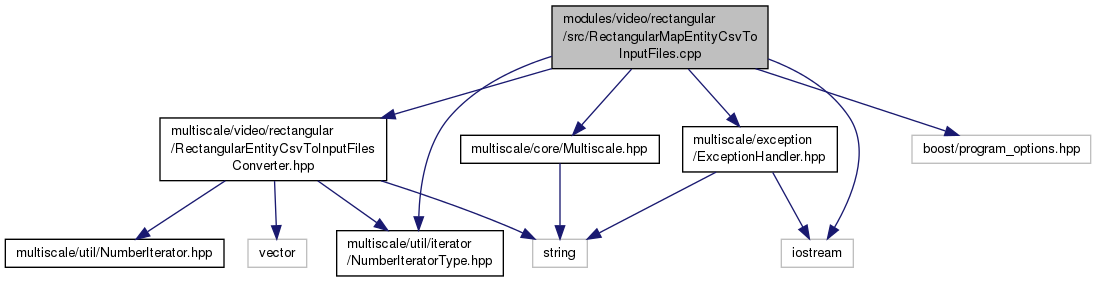 modules/video/rectangular
/src/RectangularMapEntityCsvTo
InputFiles.cpp
multiscale/video/rectangular
/RectangularEntityCsvToInputFiles
Converter.hpp
multiscale/core/Multiscale.hpp
multiscale/exception
/ExceptionHandler.hpp
boost/program_options.hpp
multiscale/util/NumberIterator.hpp
vector
multiscale/util/iterator
/NumberIteratorType.hpp
string
iostream